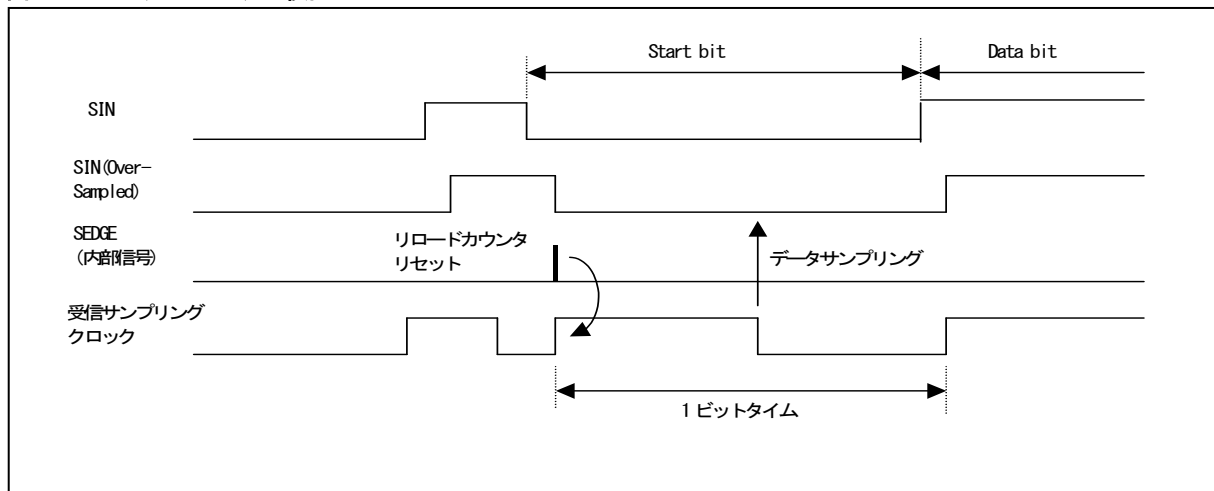 Start bit
Data bit
SIN
SIN(Over-
Sampled)
SEDGE
(内部信号)
リロードカウンタ
リセット
データサンプリング
受信サンプリング
クロック
1 ビットタイム